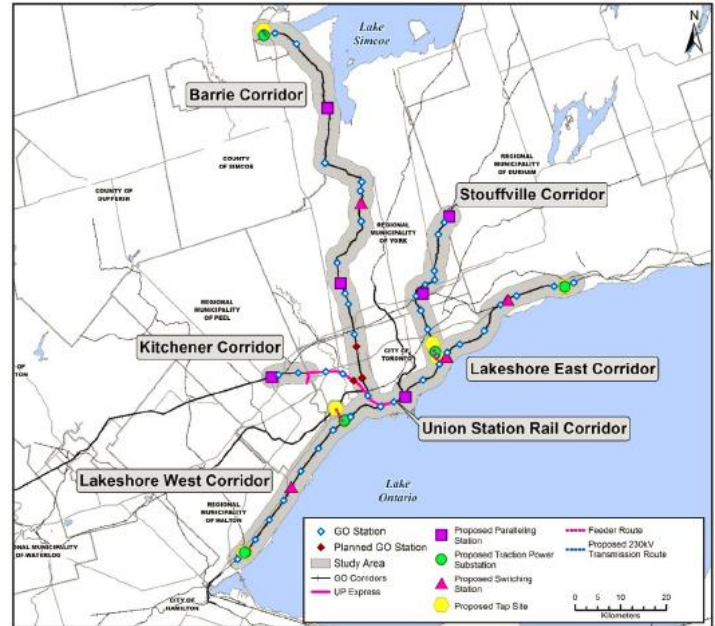 N
Lake
Simcoe
Barrie Corridor
COUNTY
OF SIMCOE
REGIONAL
MUNICIPALITY
OF DURHAM
COUNTY OF
DUFFERIN
Stouffville Corridor
REGIONAL
MUNICIPALITY
OF YORK
REGIONAL
MUNICIPALITY
OF PEEL
Kitchener Corridor
CITY OF
TORONTO
Lakeshore East Corridor
Union Station Rail Corridor
Lakeshore West Corridor
Lake
Ontario
REGIONAL
MUNICIPALITY
OF HALTON
MUNICIPALITY
OF WATERLOO
CITY OF
HAMILTON
GO Station
Planned GO Station
Study Area
GO Corridors
UP Express
Proposed Paralleling
Station
Proposed Traction Power
Substation
Proposed Switching
Station
Proposed Tap Site
Feeder Route
Proposed 230kV
Transmission Route
0 5 10 20
Kilometers